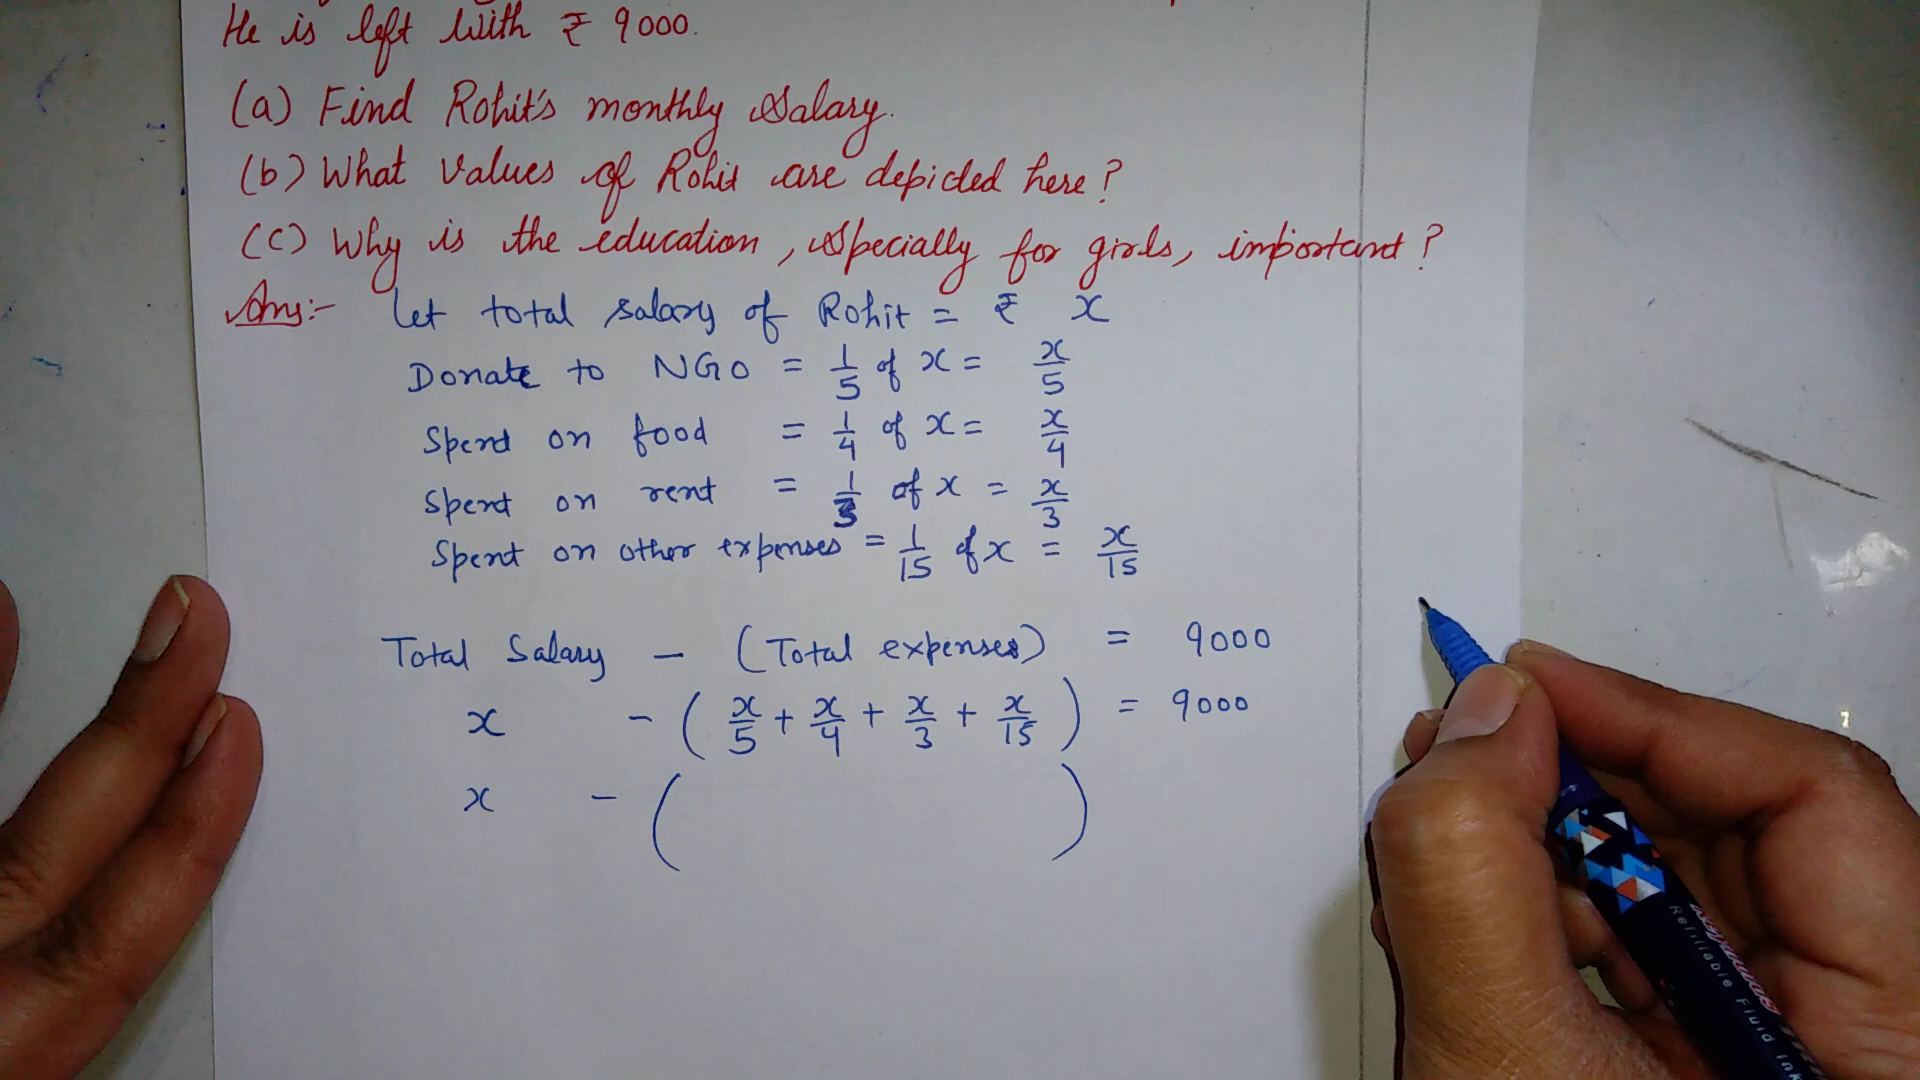 He is left with ₹ 9000.
(a) Find Rohit's monthly Salary.
(b) What values of Rohit are depicted here?
(c) Why is the education, especially for girls, important?
Ans:- Let total salary of Rohit = ₹ x
Donate to NGO = 1/5 of x = x/5
Spend on food = 1/4 of x = x/4
Spent on rent = 1/3 of x = x/3
Spent on other expenses = 1/15 of x = x/15
Total Salary - (Total expenses) = 9000
x - (x/5 + x/4 + x/3 + x/15) = 9000
x - ( )
Refillable Fluid Ink